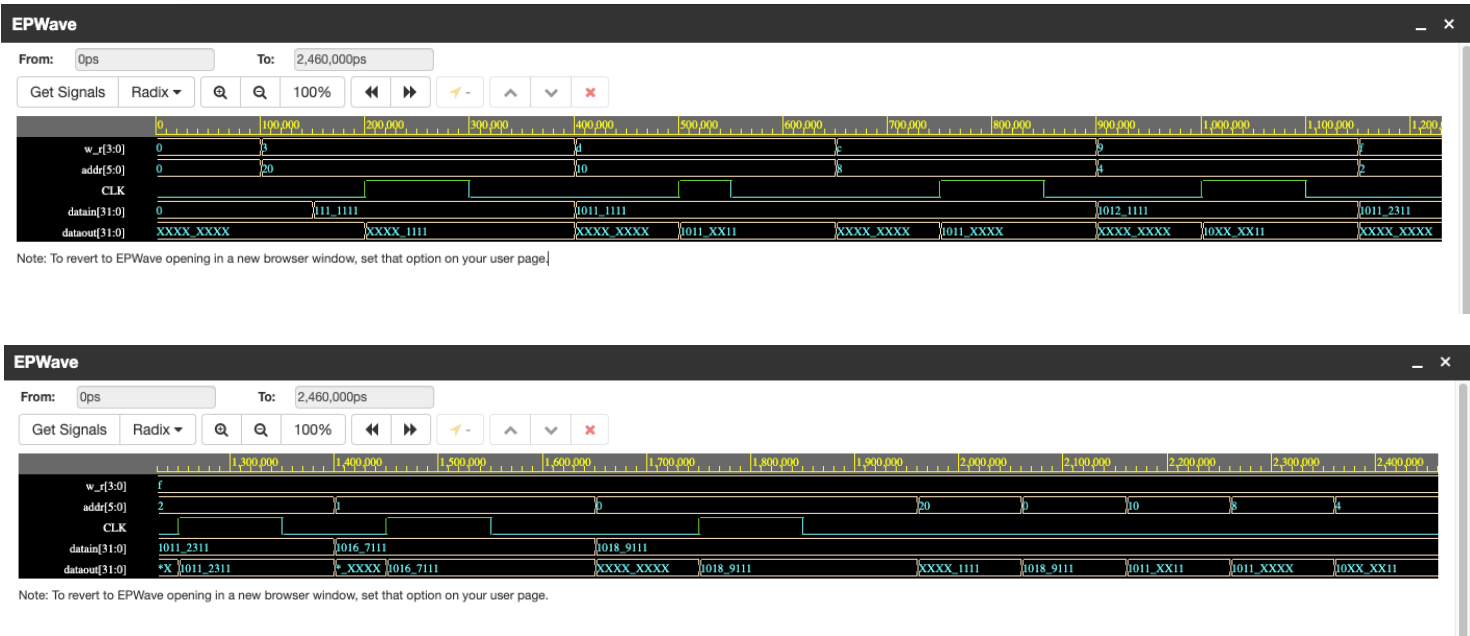 EPWave
From: 0ps To: 2,460,000ps
Get Signals Radix 100% -
0 100,000 200,000 300,000 400,000 500,000 600,000 700,000 800,000 900,000 1,000,000 1,100,000 1,200,
w_r[3:0] 0 3 d c 9 f
addr[5:0] 0 20 10 8 4 2
CLK
datain[31:0] 0 111_1111 1011_1111 1012_1111 1011_2311
dataout[31:0] XXXX_XXXX XXXX_1111 XXXX_XXXX 1011_XX11 XXXX_XXXX 1011_XXXX XXXX_XXXX 10XX_XX11 XXXX_XXXX
Note: To revert to EPWave opening in a new browser window, set that option on your user page.
EPWave
From: 0ps To: 2,460,000ps
Get Signals Radix 100% -
1,300,000 1,400,000 1,500,000 1,600,000 1,700,000 1,800,000 1,900,000 2,000,000 2,100,000 2,200,000 2,300,000 2,400,000
w_r[3:0] f
addr[5:0] 2 1 0 20 0 10 8 4
CLK
datain[31:0] 1011_2311 1016_7111 1018_9111
dataout[31:0] *X 1011_2311 *_XXXX 1016_7111 XXXX_XXXX 1018_9111 XXXX_1111 1018_9111 1011_XX11 1011_XXXX 10XX_XX11
Note: To revert to EPWave opening in a new browser window, set that option on your user page.